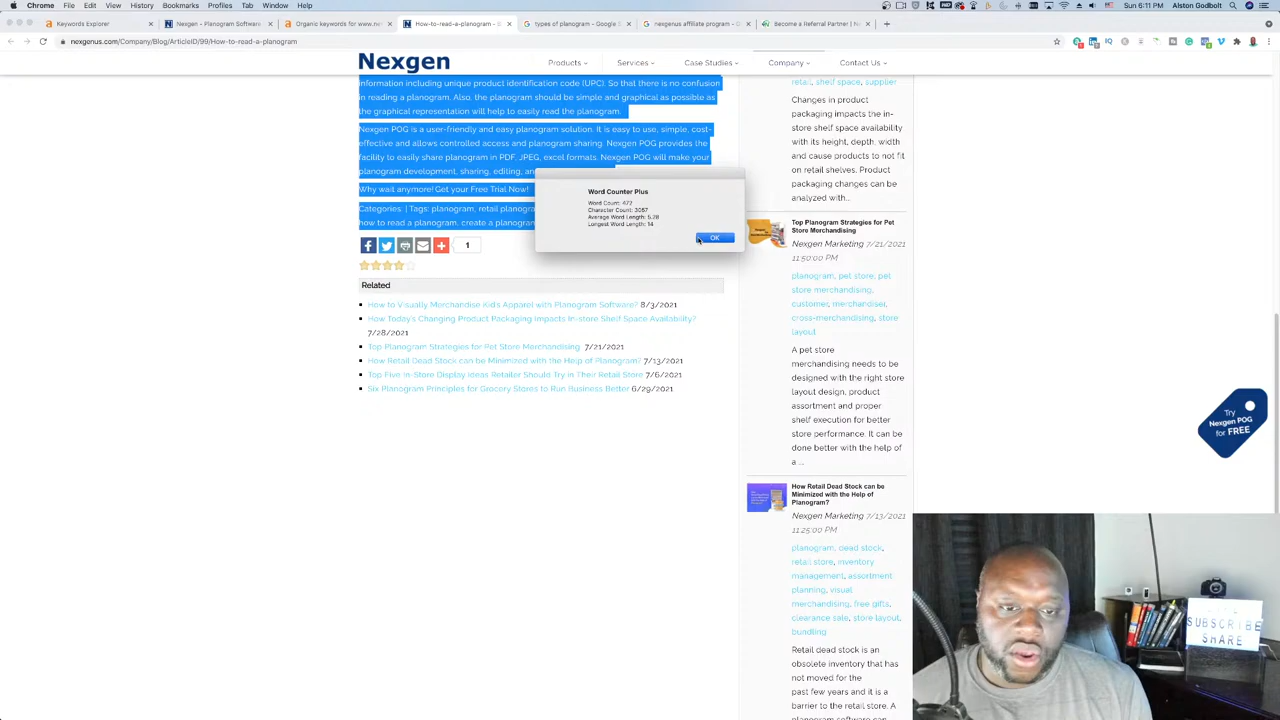 Chrome File Edit View History Bookmarks Profiles Tab Window Help
Sun 6:11 PM Alston Godbolt
Keywords Explorer
Nexgen - Planogram Software
Organic keywords for www.ne
How-to-read-a-planogram -
types of planogram - Google S
nexgenus affiliate program - G
Become a Referral Partner | N
nexgenus.com/Company/Blog/ArticleID/99/How-to-read-a-planogram
Nexgen
Products
Services
Case Studies
Company
Contact Us
information including unique product identification code (UPC). So that there is no confusion
in reading a planogram. Also, the planogram should be simple and graphical as possible as
the graphical representation will help to easily read the planogram.
Nexgen POG is a user-friendly and easy planogram solution. It is easy to use, simple, cost-
effective and allows controlled access and planogram sharing. Nexgen POG provides the
facility to easily share planogram in PDF, JPEG, excel formats. Nexgen POG will make your
planogram development, sharing, editing, an
Why wait anymore! Get your Free Trial Now!
Categories: | Tags: planogram, retail planogra
how to read a planogram, create a planogram
Word Counter Plus
Word Count: 472
Character Count: 3057
Average Word Length: 5.28
Longest Word Length: 14
OK
1
Related
How to Visually Merchandise Kid's Apparel with Planogram Software? 8/3/2021
How Today's Changing Product Packaging Impacts In-store Shelf Space Availability?
7/28/2021
Top Planogram Strategies for Pet Store Merchandising 7/21/2021
How Retail Dead Stock can be Minimized with the Help of Planogram? 7/13/2021
Top Five In-Store Display Ideas Retailer Should Try in Their Retail Store 7/6/2021
Six Planogram Principles for Grocery Stores to Run Business Better 6/29/2021
retail, shelf space, supplier
Changes in product
packaging impacts the in-
store shelf space availability
with its height, depth, width
and cause products to not fit
on retail shelves. Product
packaging changes can be
analyzed with...
Top Planogram Strategies for Pet
Store Merchandising
Nexgen Marketing 7/21/2021
11:50:00 PM
planogram, pet store, pet
store merchandising,
customer, merchandiser,
cross-merchandising, store
layout
A pet store
merchandising needs to be
designed with the right store
layout design, product
assortment and proper
shelf execution for better
store performance. It can be
done better with the help of
a ...
How Retail Dead Stock can be
Minimized with the Help of
Planogram?
Nexgen Marketing 7/13/2021
11:25:00 PM
planogram, dead stock,
retail store, inventory
management, assortment
planning, visual
merchandising, free gifts,
clearance sale, store layout,
bundling
Retail dead stock is an
obsolete inventory that has
not moved for the
past few years and it is a
barrier to the retail store. A
planogram software can
Try
Nexgen POG
for FREE
SUBSCRIBE
SHARE